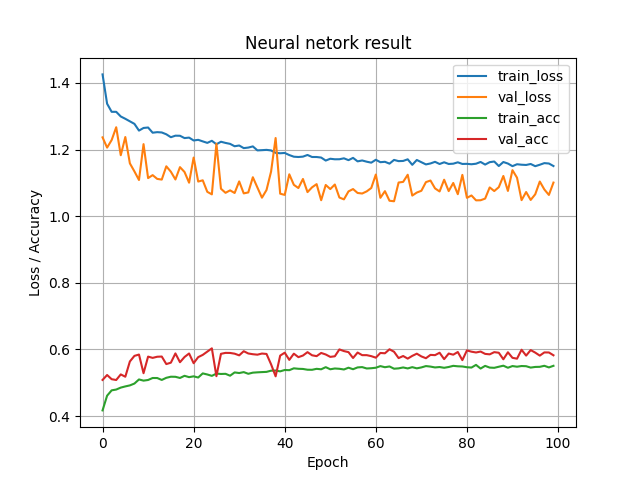 Neural netork result
train_loss
val_loss
train_acc
val_acc
1.4
1.2
1.0
0.8
0.6
0.4
Loss / Accuracy
0
20
40
60
80
100
Epoch